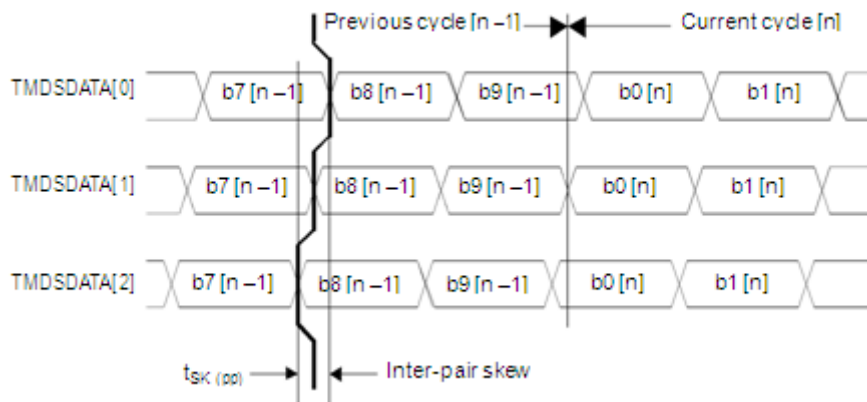 Previous cycle [n –1] Current cycle [n]
TMDSDATA[0] b7 [n –1] b8 [n –1] b9 [n –1] b0 [n] b1 [n]
TMDSDATA[1] b7 [n –1] b8 [n –1] b9 [n –1] b0 [n] b1 [n]
TMDSDATA[2] b7 [n –1] b8 [n –1] b9 [n –1] b0 [n] b1 [n]
tSK (pp) Inter-pair skew